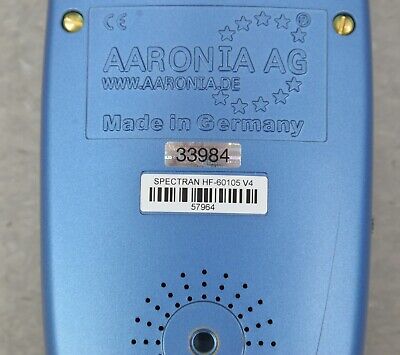 CE
AARONIA AG
WWW.AARONIA.DE
Made in Germany
33984
SPECTRAN HF-60105 V4
57964